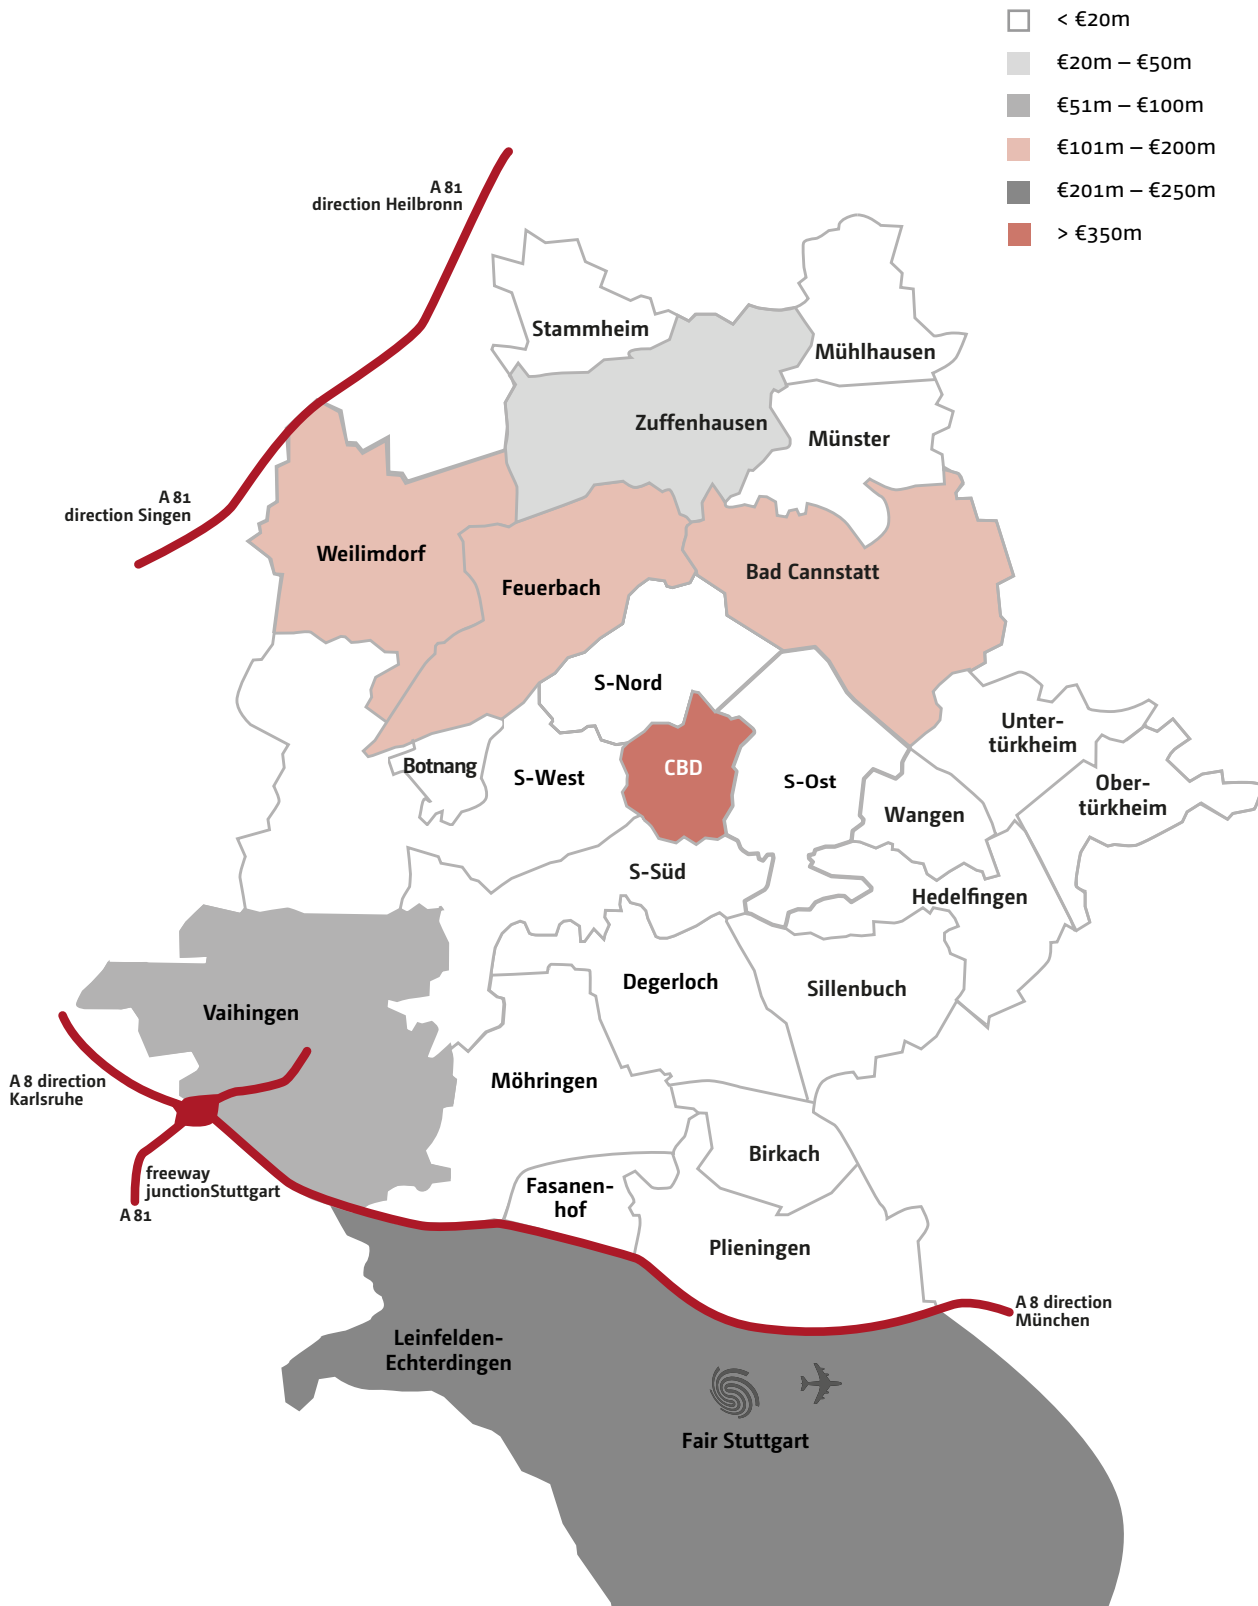 < €20m
€20m – €50m
€51m – €100m
€101m – €200m
€201m – €250m
> €350m
A 81
direction Heilbronn
Stammheim
Mühlhausen
Zuffenhausen
Münster
A 81
direction Singen
Weilimdorf
Feuerbach
Bad Cannstatt
S-Nord
Unter-
türkheim
Botnang
S-West
CBD
S-Ost
Ober-
türkheim
Wangen
S-Süd
Hedelfingen
Degerloch
Sillenbuch
Vaihingen
A 8 direction
Karlsruhe
Möhringen
Birkach
freeway
junctionStuttgart
A 81
Fasanen-
hof
Plieningen
A 8 direction
München
Leinfelden-
Echterdingen
Fair Stuttgart